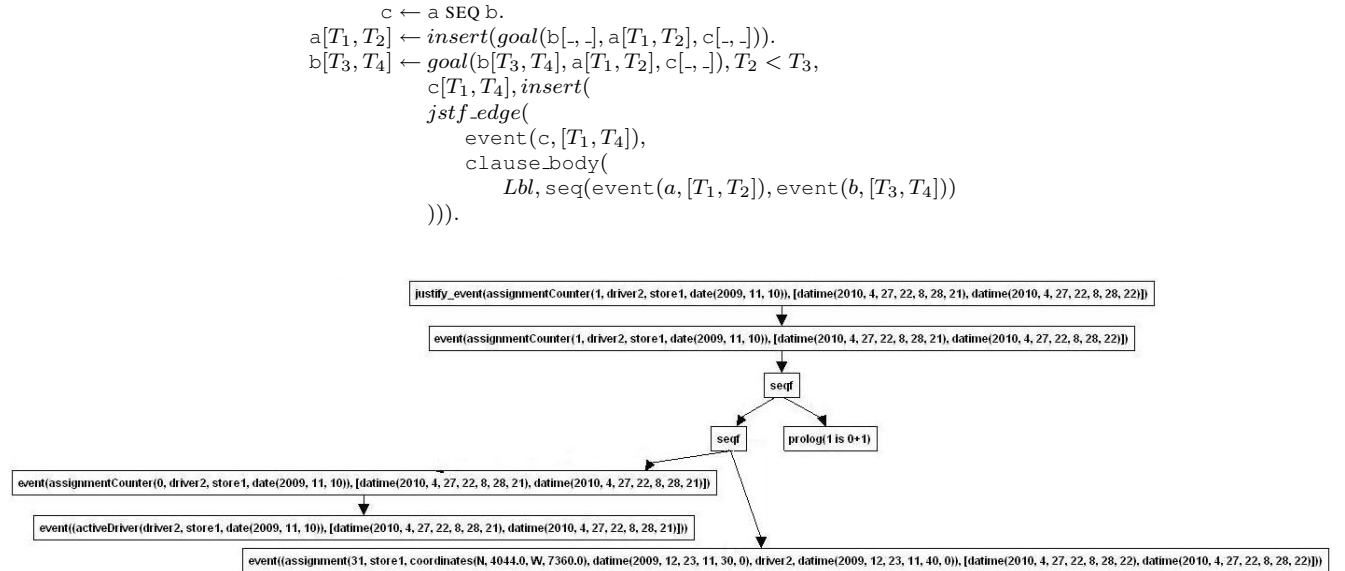 c ← a SEQ b.
a[T₁, T₂] ← insert(goal(b[_, _], a[T₁, T₂], c[_, _])).
b[T₃, T₄] ← goal(b[T₃, T₄], a[T₁, T₂], c[_, _]), T₂ < T₃,
c[T₁, T₄], insert(
jstf_edge(
event(c, [T₁, T₄]),
clause_body(
Lbl, seq(event(a, [T₁, T₂]), event(b, [T₃, T₄]))
))).
justify_event(assignmentCounter(1, driver2, store1, date(2009, 11, 10)), [datime(2010, 4, 27, 22, 8, 28, 21), datime(2010, 4, 27, 22, 8, 28, 22)])
event(assignmentCounter(1, driver2, store1, date(2009, 11, 10)), [datime(2010, 4, 27, 22, 8, 28, 21), datime(2010, 4, 27, 22, 8, 28, 22)])
seqf
seqf
prolog(1 is 0+1)
event(assignmentCounter(0, driver2, store1, date(2009, 11, 10)), [datime(2010, 4, 27, 22, 8, 28, 21), datime(2010, 4, 27, 22, 8, 28, 21)])
event((activeDriver(driver2, store1, date(2009, 11, 10)), [datime(2010, 4, 27, 22, 8, 28, 21), datime(2010, 4, 27, 22, 8, 28, 21)]))
event((assignment(31, store1, coordinates(N, 4044.0, W, 7360.0), datime(2009, 12, 23, 11, 30, 0), driver2, datime(2009, 12, 23, 11, 40, 0)), [datime(2010, 4, 27, 22, 8, 28, 22), datime(2010, 4, 27, 22, 8, 28, 22)]))